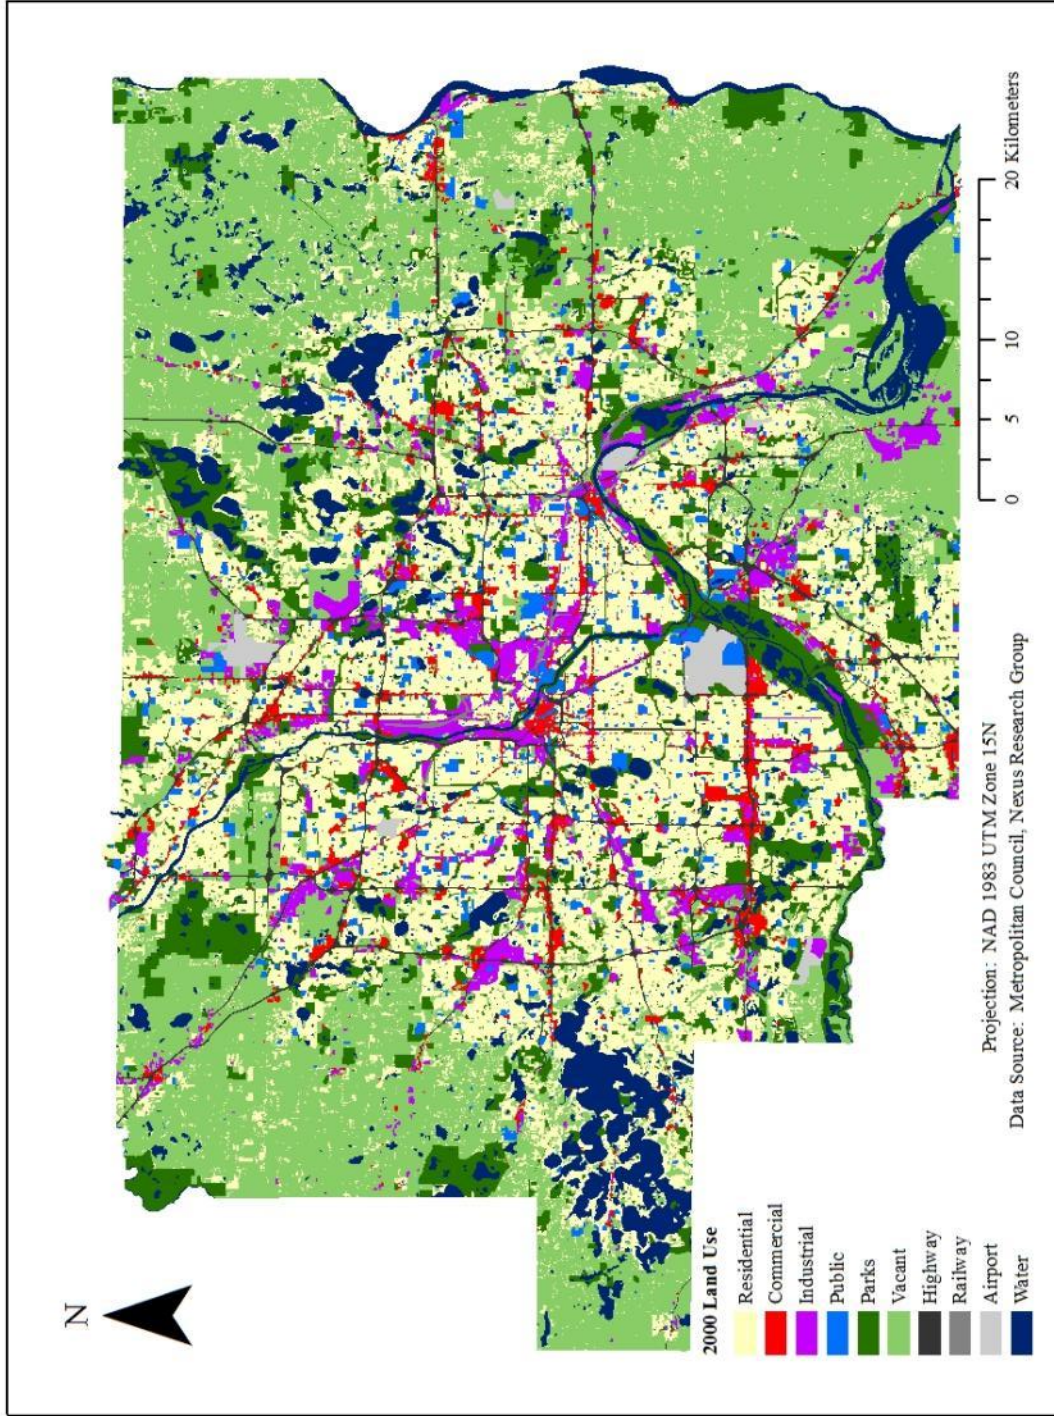 N
2000 Land Use
Residential
Commercial
Industrial
Public
Parks
Vacant
Highway
Railway
Airport
Water
0 5 10 20 Kilometers
Projection: NAD 1983 UTM Zone 15N
Data Source: Metropolitan Council, Nexus Research Group